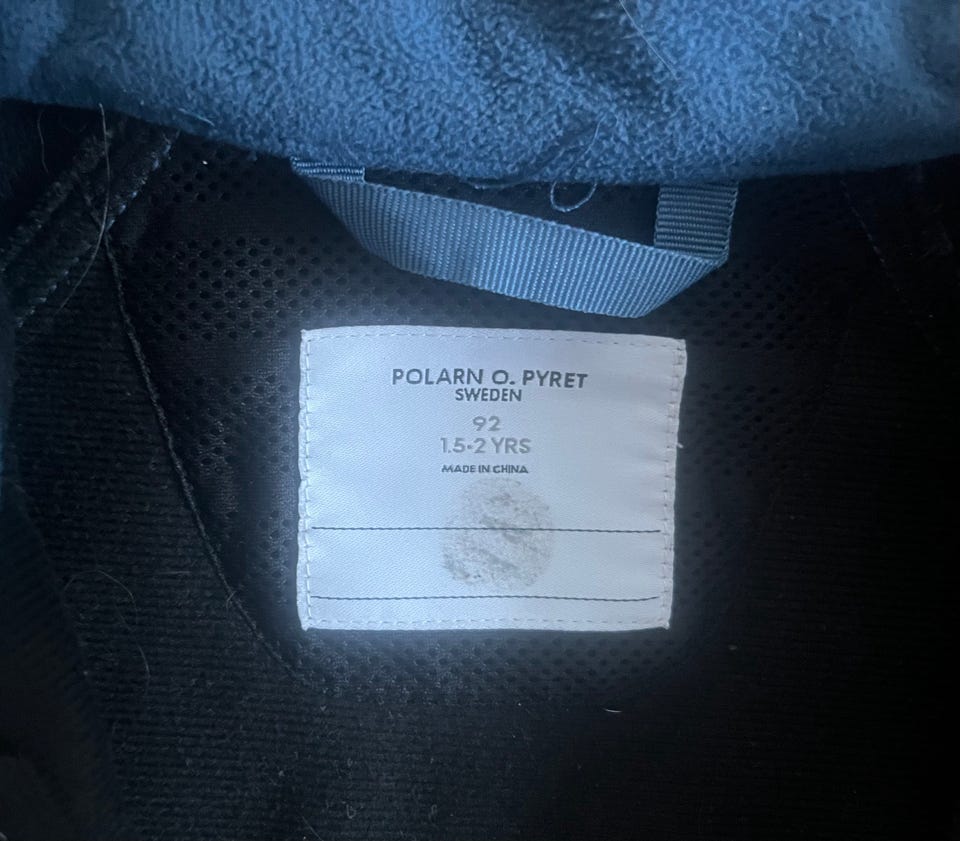 POLARN O. PYRET
SWEDEN
92
1.5-2 YRS
MADE IN CHINA